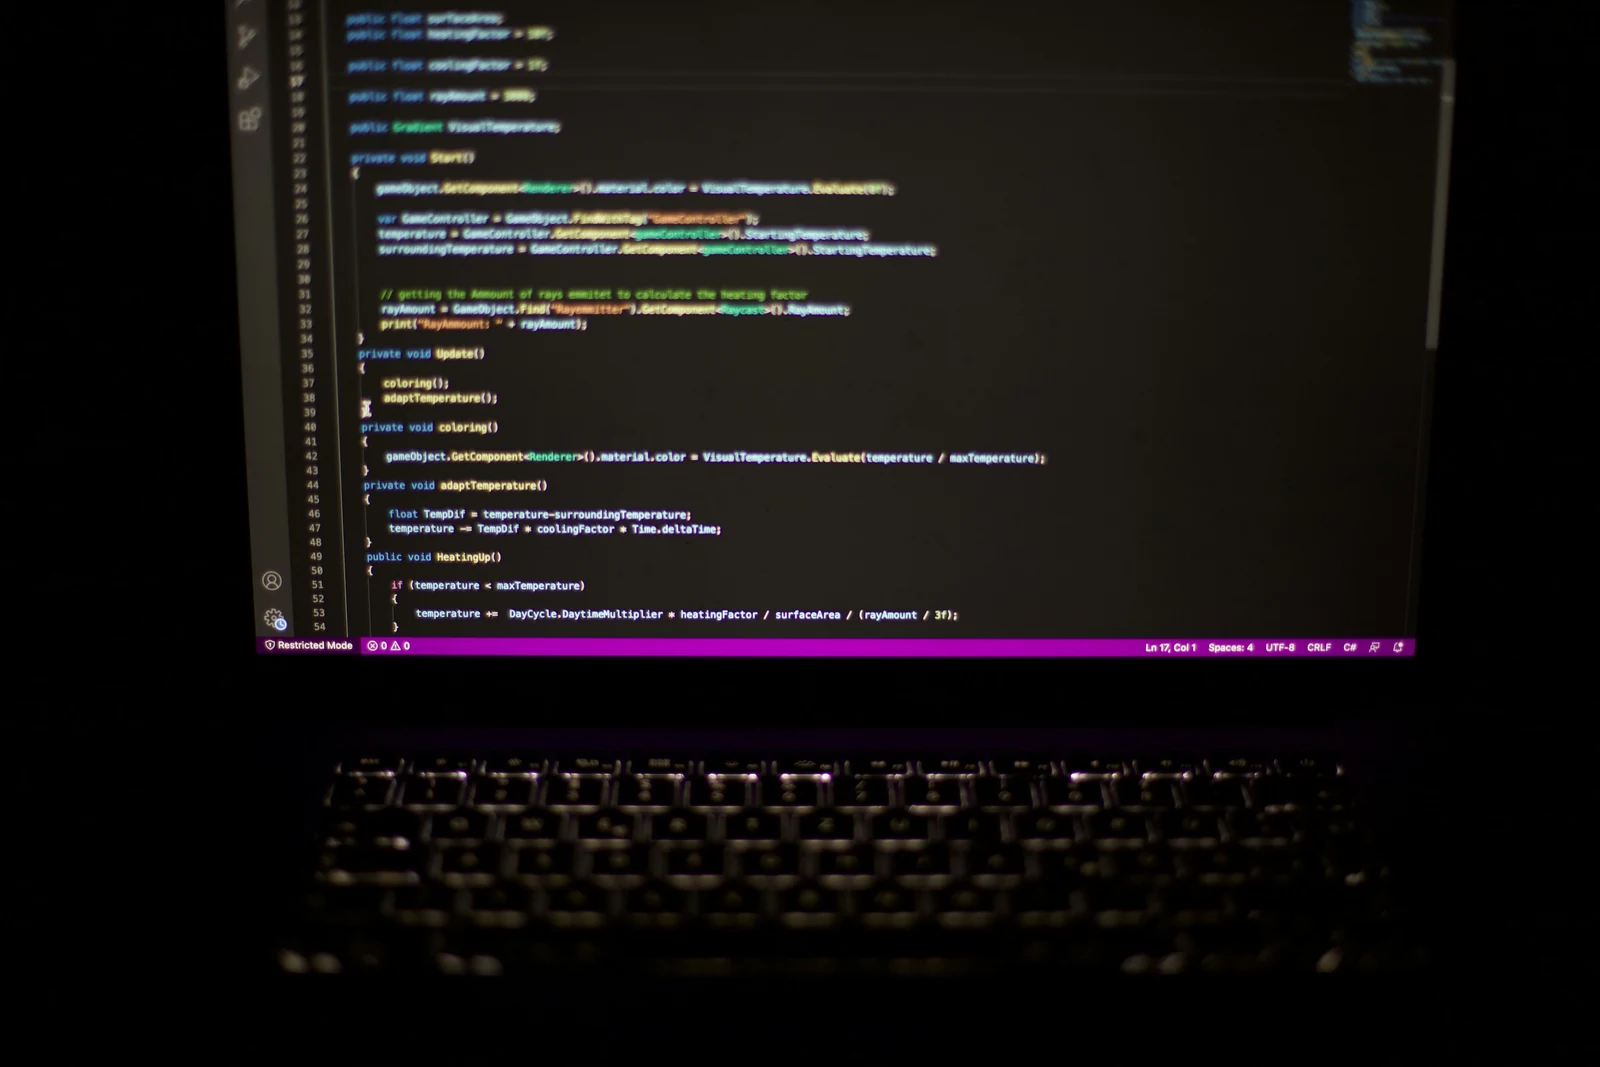 13 public float surfaceArea;
14 public float heatingFactor = 10f;
15
16 public float coolingFactor = 1f;
17
18 public float rayAmount = 3000;
19
20 public Gradient VisualTemperature;
21
22 private void Start()
23 {
24 gameObject.GetComponent<Renderer>().material.color = VisualTemperature.Evaluate(0f);
25
26 var GameController = GameObject.FindWithTag("GameController");
27 temperature = GameController.GetComponent<gameController>().StartingTemperature;
28 surroundingTemperature = GameController.GetComponent<gameController>().StartingTemperature;
29
30
31 // getting the Ammount of rays emmitet to calculate the heating factor
32 rayAmount = GameObject.Find("Rayemmitter").GetComponent<Raycast>().RayAmount;
33 print("RayAmmount: " + rayAmount);
34 }
35 private void Update()
36 {
37 coloring();
38 adaptTemperature();
39 }
40 private void coloring()
41 {
42 gameObject.GetComponent<Renderer>().material.color = VisualTemperature.Evaluate(temperature / maxTemperature);
43 }
44 private void adaptTemperature()
45 {
46 float TempDif = temperature-surroundingTemperature;
47 temperature -= TempDif * coolingFactor * Time.deltaTime;
48 }
49 public void HeatingUp()
50 {
51 if (temperature < maxTemperature)
52 {
53 temperature += DayCycle.DaytimeMultiplier * heatingFactor / surfaceArea / (rayAmount / 3f);
54 }
Restricted Mode 0 0 Ln 17, Col 1 Spaces: 4 UTF-8 CRLF C#